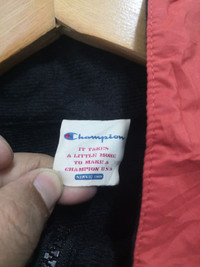 Champion
IT TAKES
A LITTLE MORE
TO MAKE A
CHAMPION